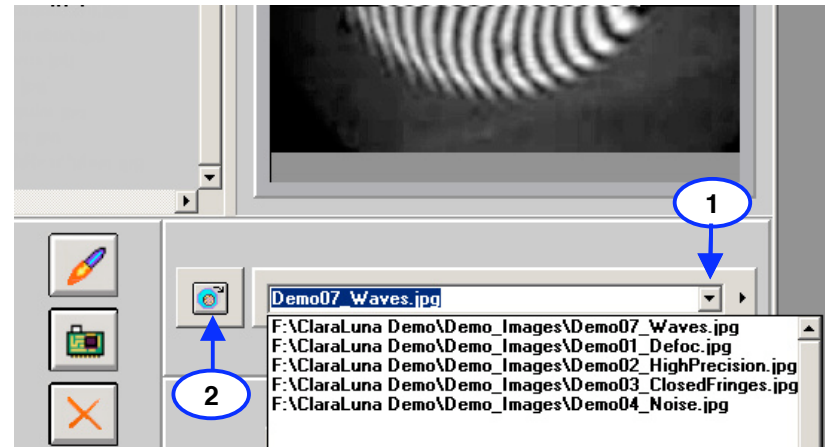 1
Demo07_Waves.jpg
F:\ClaraLuna Demo\Demo_Images\Demo07_Waves.jpg
F:\ClaraLuna Demo\Demo_Images\Demo01_Defoc.jpg
F:\ClaraLuna Demo\Demo_Images\Demo02_HighPrecision.jpg
F:\ClaraLuna Demo\Demo_Images\Demo03_ClosedFringes.jpg
F:\ClaraLuna Demo\Demo_Images\Demo04_Noise.jpg
2